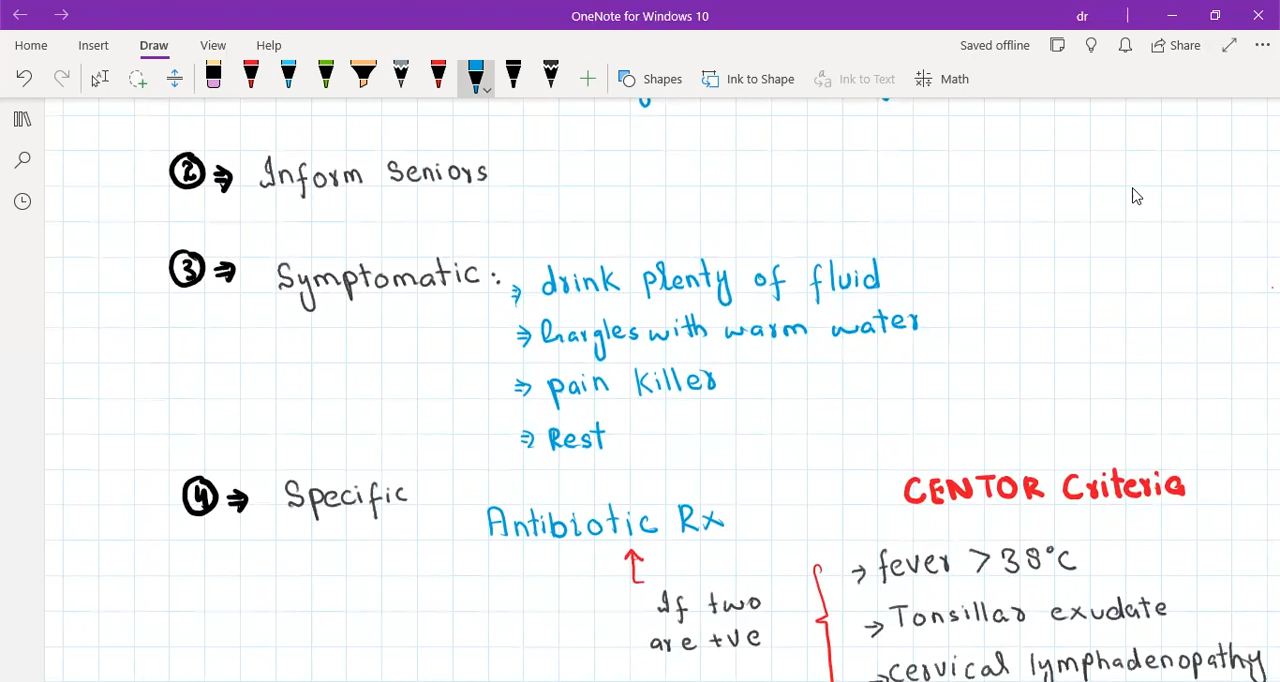 OneNote for Windows 10
dr
Home Insert Draw View Help
Saved offline
Share
Shapes
Ink to Shape
Ink to Text
Math
2 ⇒ Inform Seniors
3 ⇒ Symptomatic :
⇒ drink plenty of fluid
⇒ Gargles with warm water
⇒ pain killer
⇒ Rest
4 ⇒ Specific
Antibiotic Rx
↑
If two
are +ve
CENTOR Criteria
→ fever > 38°C
→ Tonsillar exudate
→ cervical lymphadenopathy